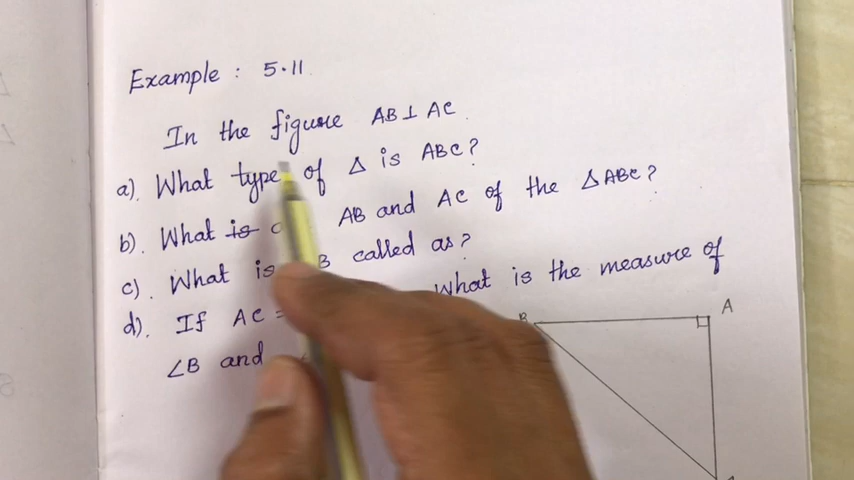 Example : 5.11
In the figure AB⊥AC.
a). What type of Δ is ABC?
b). What is AB and AC of the ΔABC?
c). What is B called as?
d). If AC = what is the measure of
∠B and
B
A